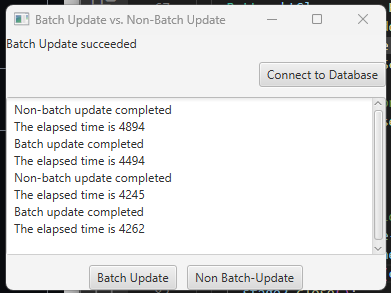 Batch Update vs. Non-Batch Update
Batch Update succeeded
Connect to Database
Non-batch update completed
The elapsed time is 4894
Batch update completed
The elapsed time is 4494
Non-batch update completed
The elapsed time is 4245
Batch update completed
The elapsed time is 4262
Batch Update
Non Batch-Update